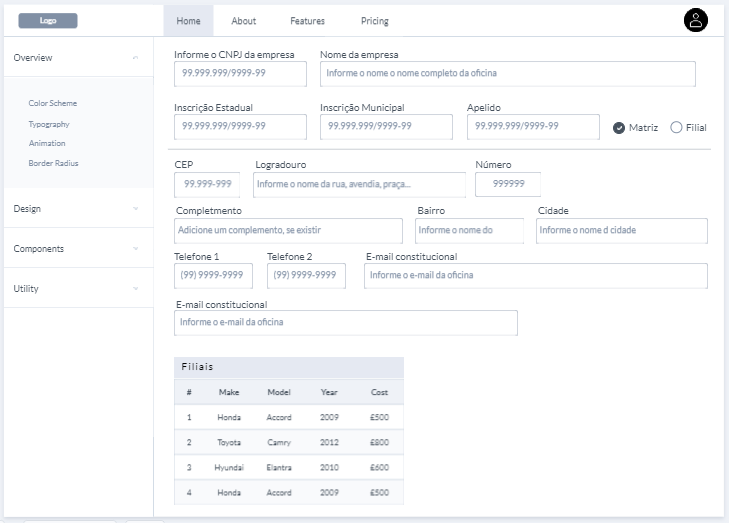 Logo Home About Features Pricing
Overview
Color Scheme
Typography
Animation
Border Radius
Design
Components
Utility
Informe o CNPJ da empresa Nome da empresa
99.999.999/9999-99 Informe o nome o nome completo da oficina
Inscrição Estadual Inscrição Municipal Apelido
99.999.999/9999-99 99.999.999/9999-99 99.999.999/9999-99 Matriz Filial
CEP Logradouro Número
99.999-999 Informe o nome da rua, avendia, praça... 999999
Completmento Bairro Cidade
Adicione um complemento, se existir Informe o nome do Informe o nome d cidade
Telefone 1 Telefone 2 E-mail constitucional
(99) 9999-9999 (99) 9999-9999 Informe o e-mail da oficina
E-mail constitucional
Informe o e-mail da oficina
Filiais
# Make Model Year Cost
1 Honda Accord 2009 £500
2 Toyota Camry 2012 £800
3 Hyundai Elantra 2010 £600
4 Honda Accord 2009 £500